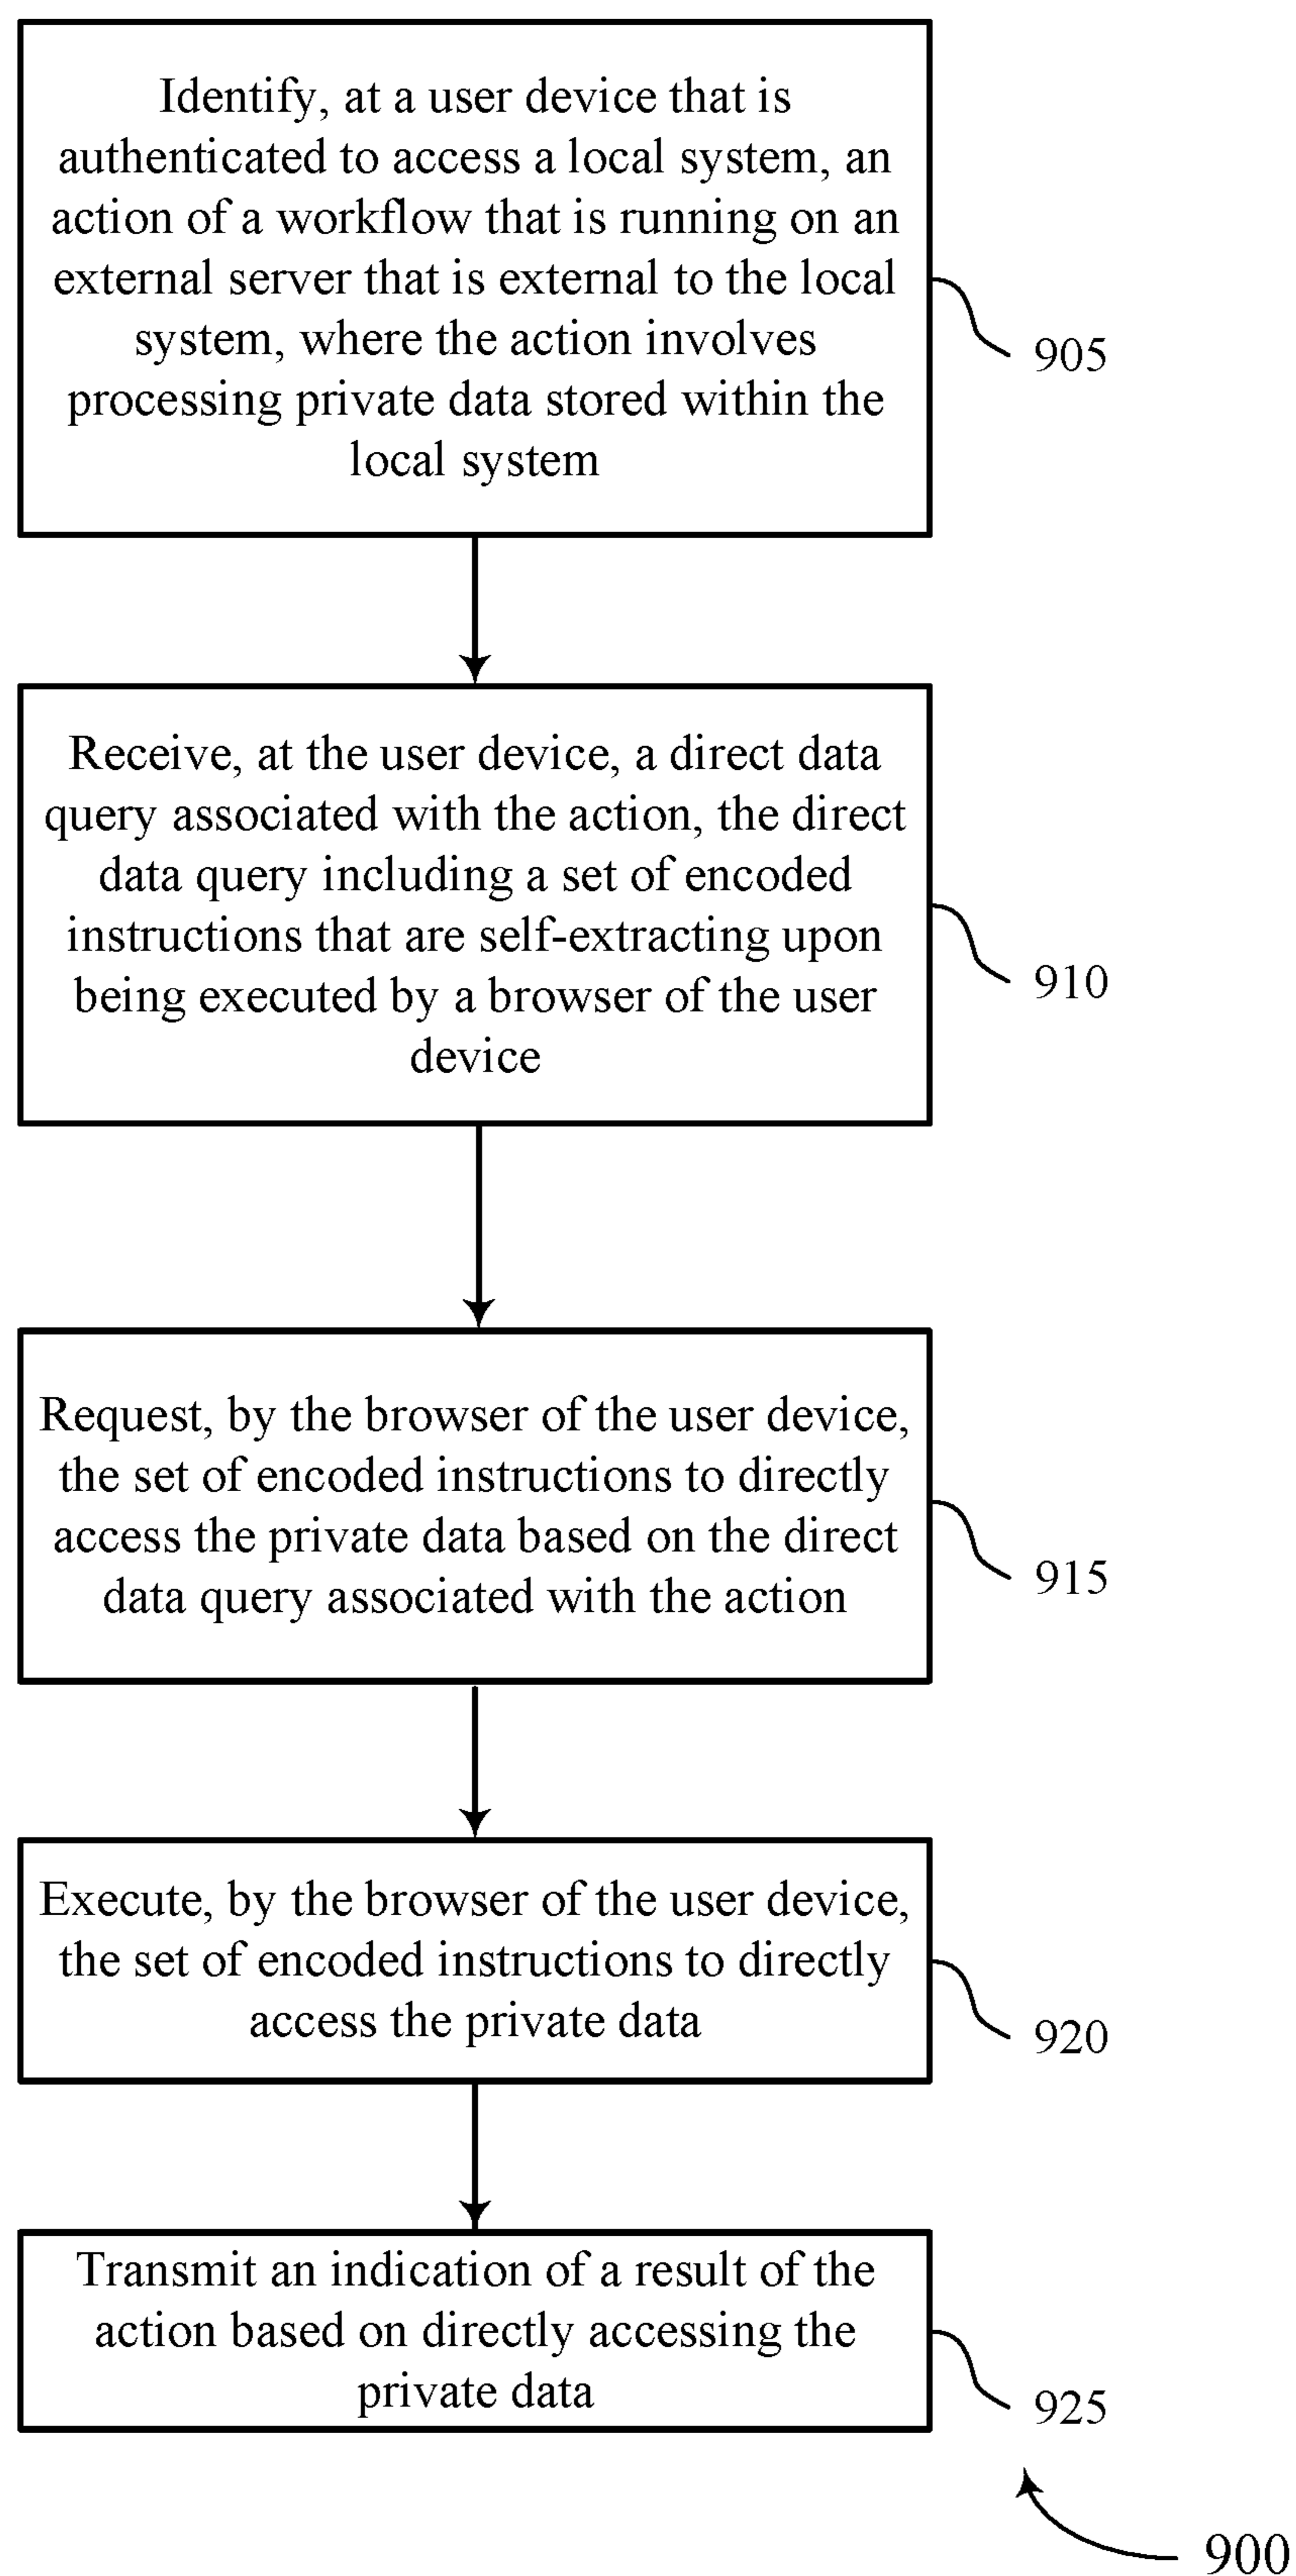 Identify, at a user device that is
authenticated to access a local system, an
action of a workflow that is running on an
external server that is external to the local
system, where the action involves
processing private data stored within the
local system
905
Receive, at the user device, a direct data
query associated with the action, the direct
data query including a set of encoded
instructions that are self-extracting upon
being executed by a browser of the user
device
910
Request, by the browser of the user device,
the set of encoded instructions to directly
access the private data based on the direct
data query associated with the action
915
Execute, by the browser of the user device,
the set of encoded instructions to directly
access the private data
920
Transmit an indication of a result of the
action based on directly accessing the
private data
925
900